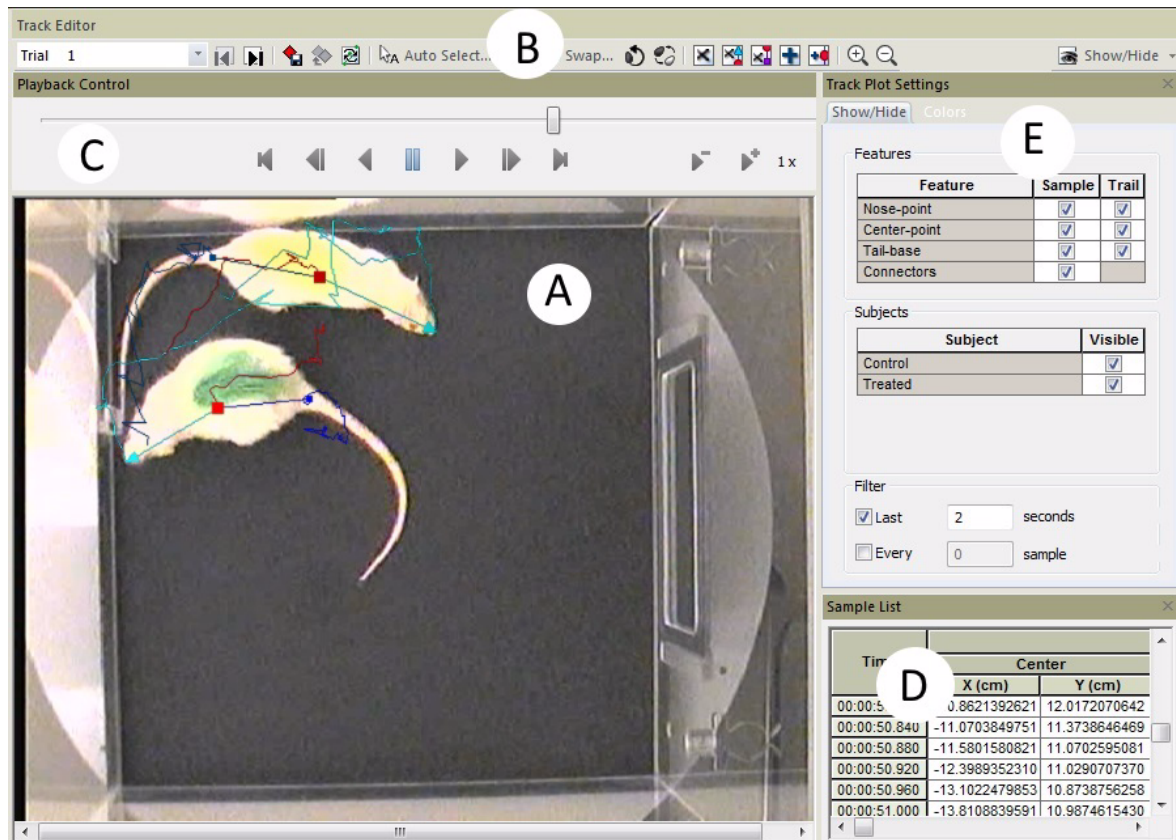 Track Editor
Trial 1 Auto Select... B Swap... Show/Hide
Playback Control
C
1 x
A
Track Plot Settings
Show/Hide Colors
E
Features
Feature Sample Trail
Nose-point
Center-point
Tail-base
Connectors
Subjects
Subject Visible
Control
Treated
Filter
Last 2 seconds
Every 0 sample
Sample List
Center
D X (cm) Y (cm)
.8621392621 12.0172070642
00:00:50.840 -11.0703849751 11.3738646469
00:00:50.880 -11.5801580821 11.0702595081
00:00:50.920 -12.3989352310 11.0290707370
00:00:50.960 -13.1022479853 10.8738756258
00:00:51.000 -13.8108839591 10.9874615430